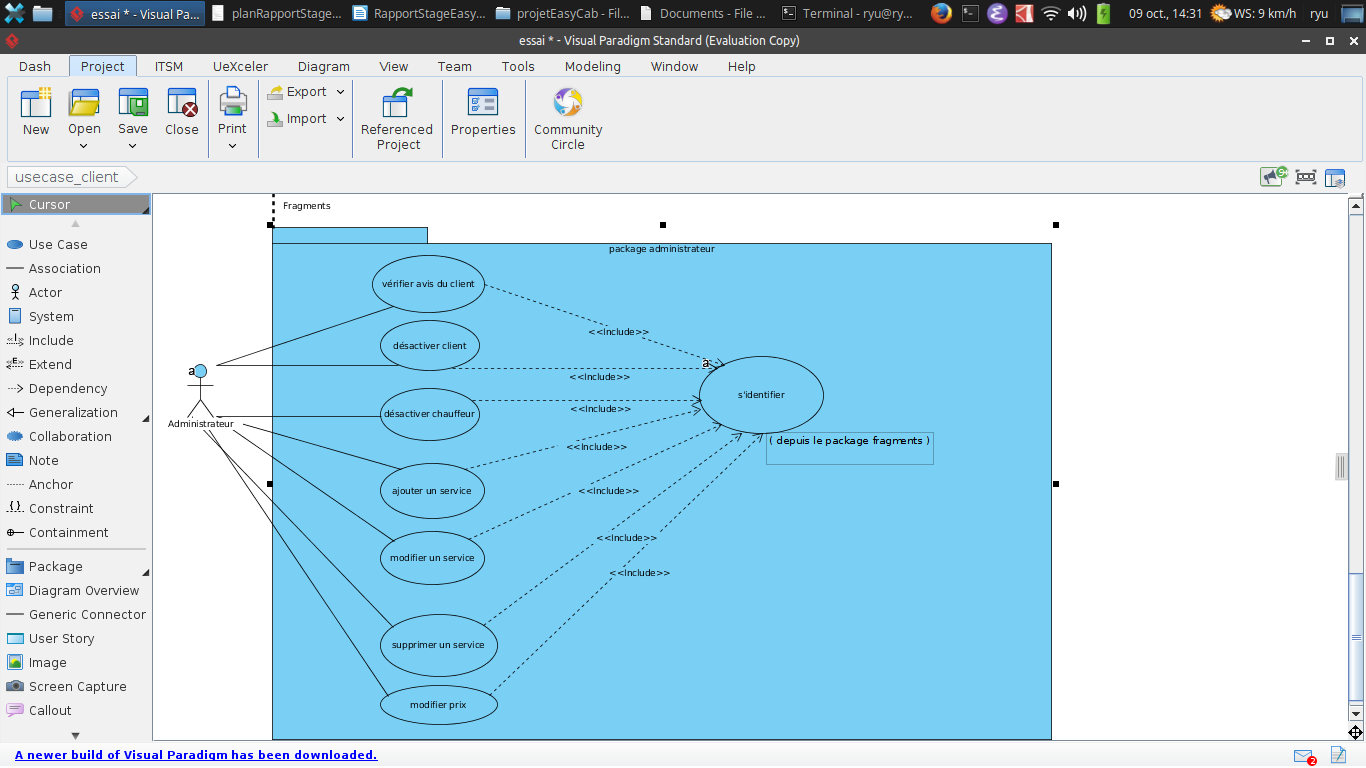 essai * - Visual Pa...
planRapportStage...
RapportStageEasy...
projetEasyCab - Fil...
Documents - File ...
Terminal - ryu@ry...
09 oct., 14:31
WS: 9 km/h
ryu
essai * - Visual Paradigm Standard (Evaluation Copy)
Dash Project ITSM UeXceler Diagram View Team Tools Modeling Window Help
New
Open
Save
Close
Print
Export
Import
Referenced
Project
Properties
Community
Circle
usecase_client
9+
Cursor
Use Case
Association
Actor
System
Include
Extend
Dependency
Generalization
Collaboration
Note
Anchor
Constraint
Containment
Package
Diagram Overview
Generic Connector
User Story
Image
Screen Capture
Callout
Fragments
package administrateur
vérifier avis du client
<<Include>>
désactiver client
a
a
<<Include>>
s'identifier
<<Include>>
désactiver chauffeur
Administrateur
( depuis le package fragments )
<<Include>>
ajouter un service
<<Include>>
<<Include>>
modifier un service
<<Include>>
supprimer un service
modifier prix
A newer build of Visual Paradigm has been downloaded.
2